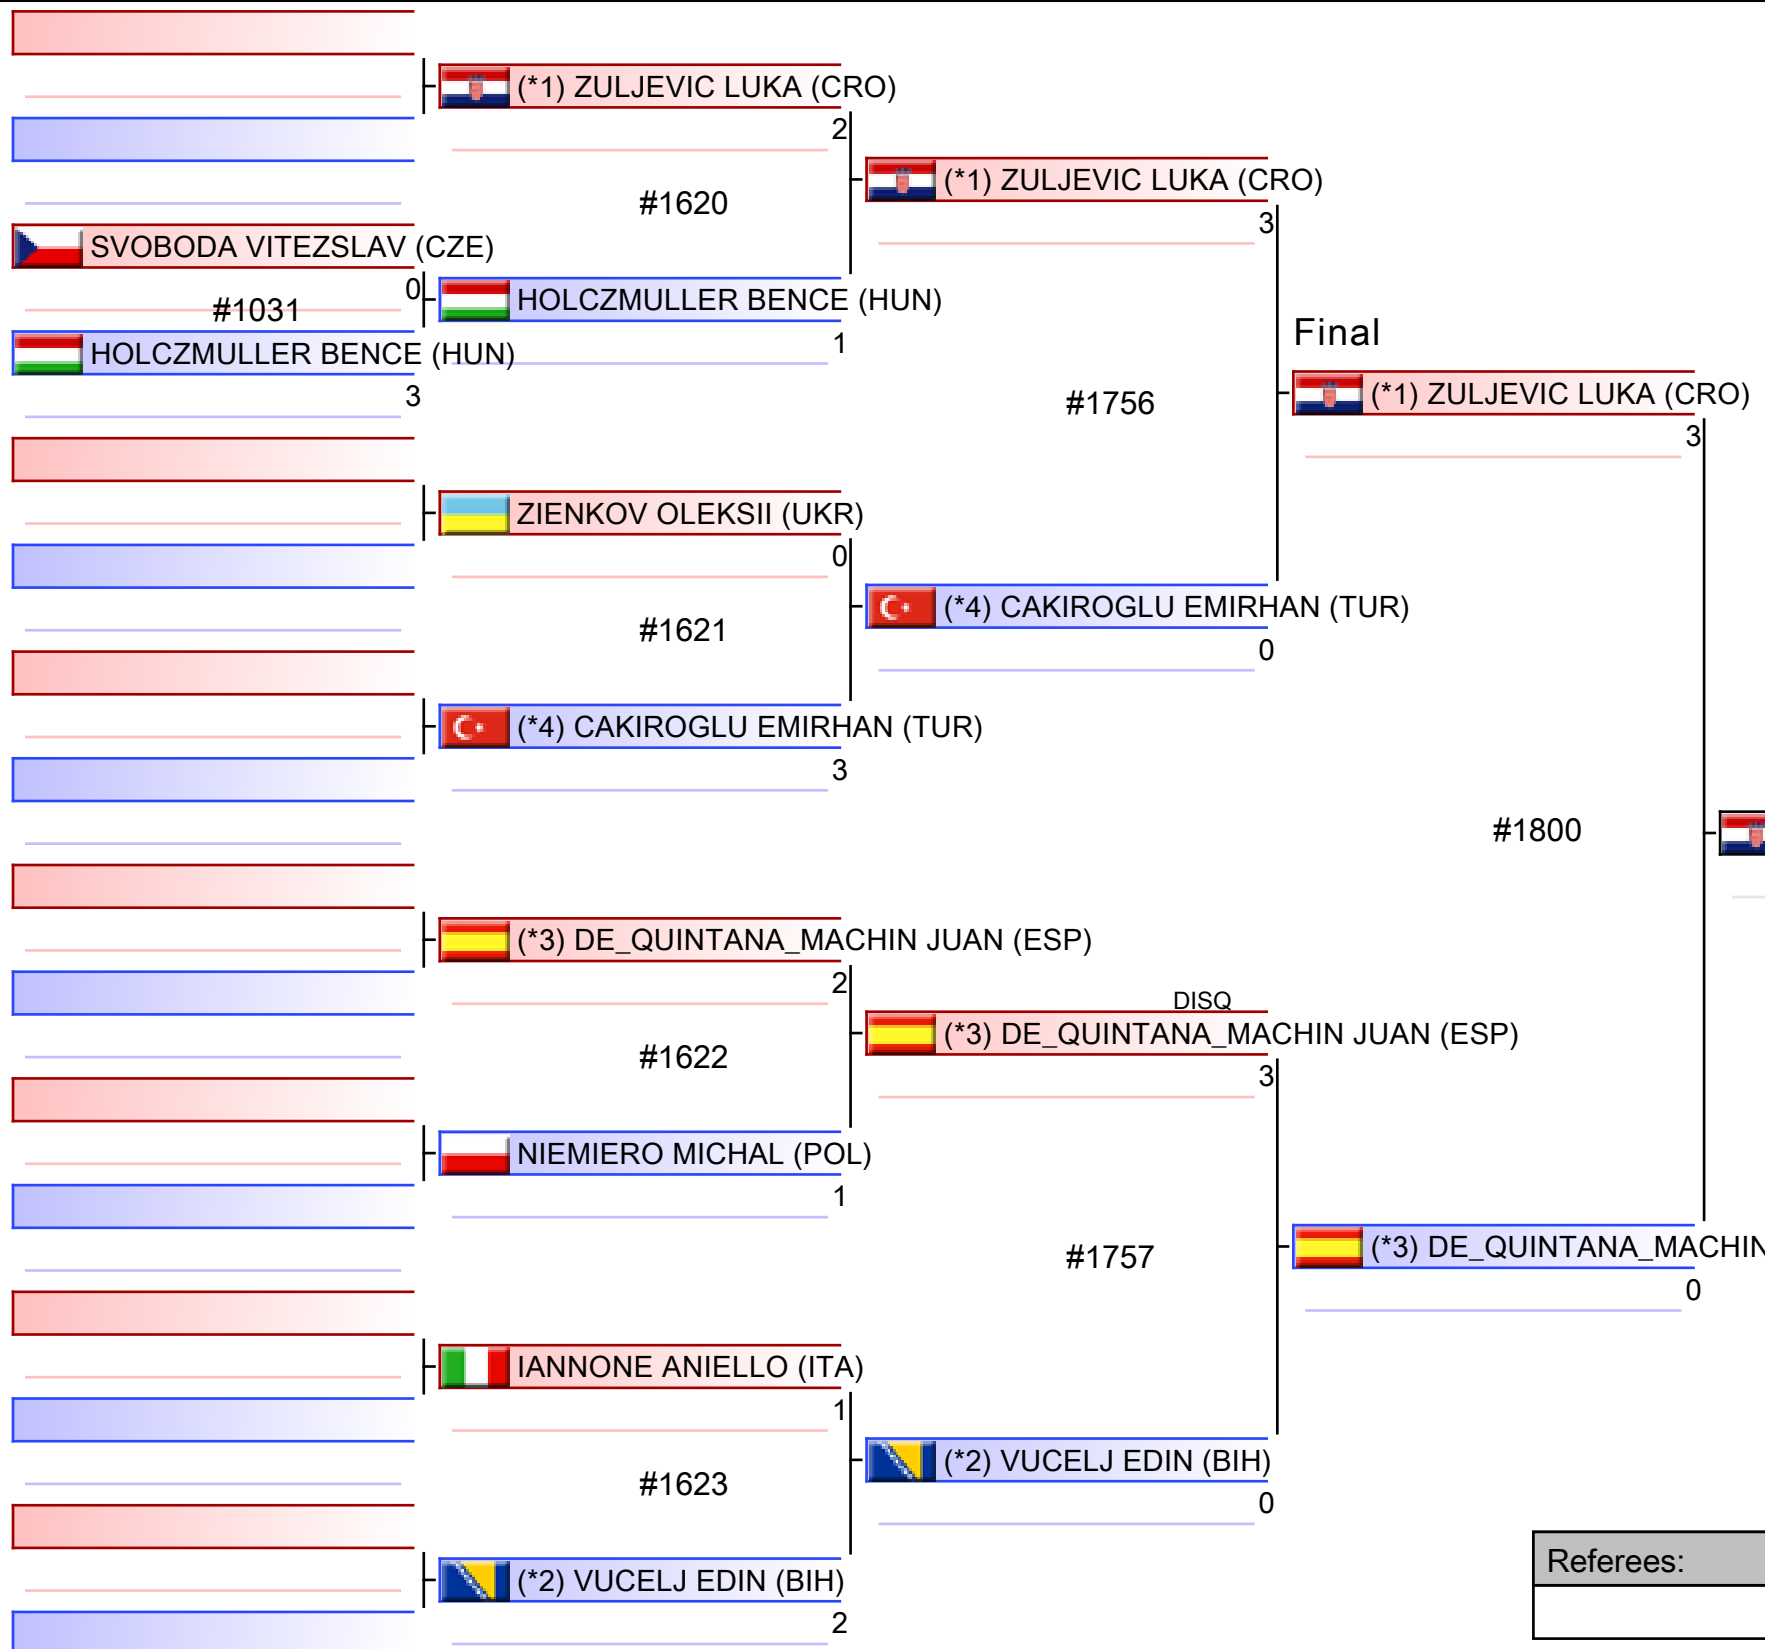 (*1) ZULJEVIC LUKA (CRO)
2
#1620
(*1) ZULJEVIC LUKA (CRO)
3
SVOBODA VITEZSLAV (CZE)
0
#1031
HOLCZMULLER BENCE (HUN)
1
HOLCZMULLER BENCE (HUN)
3
Final
#1756
(*1) ZULJEVIC LUKA (CRO)
3
ZIENKOV OLEKSII (UKR)
0
#1621
(*4) CAKIROGLU EMIRHAN (TUR)
0
(*4) CAKIROGLU EMIRHAN (TUR)
3
#1800
(*3) DE_QUINTANA_MACHIN JUAN (ESP)
2
DISQ
(*3) DE_QUINTANA_MACHIN JUAN (ESP)
3
#1622
NIEMIERO MICHAL (POL)
1
#1757
(*3) DE_QUINTANA_MACHIN
0
IANNONE ANIELLO (ITA)
1
#1623
(*2) VUCELJ EDIN (BIH)
0
(*2) VUCELJ EDIN (BIH)
2
Referees: